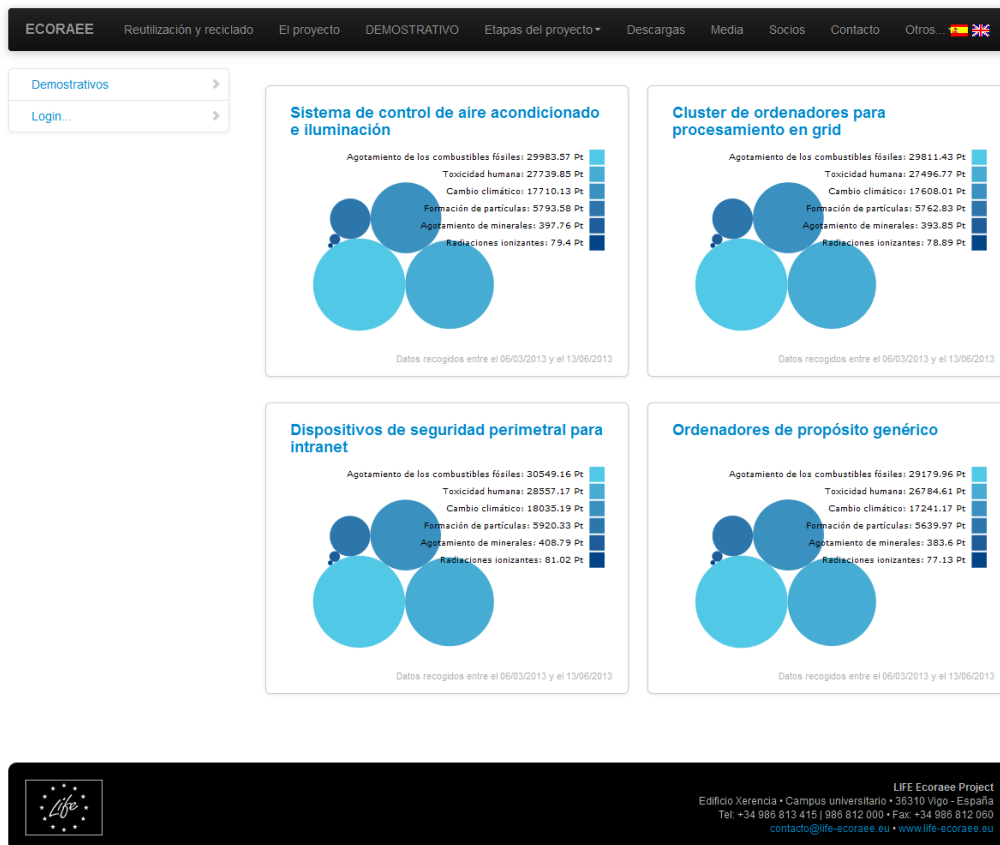 ECORAEE
Reutilización y reciclado
El proyecto
DEMOSTRATIVO
Etapas del proyecto
Descargas
Media
Socios
Contacto
Otros...
Demostrativos
Login...
Sistema de control de aire acondicionado
e iluminación
Agotamiento de los combustibles fósiles: 29983.57 Pt
Toxicidad humana: 27739.85 Pt
Cambio climático: 17710.13 Pt
Formación de partículas: 5793.58 Pt
Agotamiento de minerales: 397.76 Pt
Radiaciones ionizantes: 79.4 Pt
Datos recogidos entre el 06/03/2013 y el 13/06/2013
Cluster de ordenadores para
procesamiento en grid
Agotamiento de los combustibles fósiles: 29811.43 Pt
Toxicidad humana: 27496.77 Pt
Cambio climático: 17608.01 Pt
Formación de partículas: 5762.83 Pt
Agotamiento de minerales: 393.85 Pt
Radiaciones ionizantes: 78.89 Pt
Datos recogidos entre el 06/03/2013 y el 13/06/2013
Dispositivos de seguridad perimetral para
intranet
Agotamiento de los combustibles fósiles: 30549.16 Pt
Toxicidad humana: 28557.17 Pt
Cambio climático: 18035.19 Pt
Formación de partículas: 5920.33 Pt
Agotamiento de minerales: 408.79 Pt
Radiaciones ionizantes: 81.02 Pt
Datos recogidos entre el 06/03/2013 y el 13/06/2013
Ordenadores de propósito genérico
Agotamiento de los combustibles fósiles: 29179.96 Pt
Toxicidad humana: 26784.61 Pt
Cambio climático: 17241.17 Pt
Formación de partículas: 5639.97 Pt
Agotamiento de minerales: 383.6 Pt
Radiaciones ionizantes: 77.13 Pt
Datos recogidos entre el 06/03/2013 y el 13/06/2013
Life
LIFE Ecoraee Project
Edificio Xerencia • Campus universitario • 36310 Vigo - España
Tel: +34 986 813 415 | 986 812 000 • Fax: +34 986 812 060
contacto@life-ecoraee.eu • www.life-ecoraee.eu